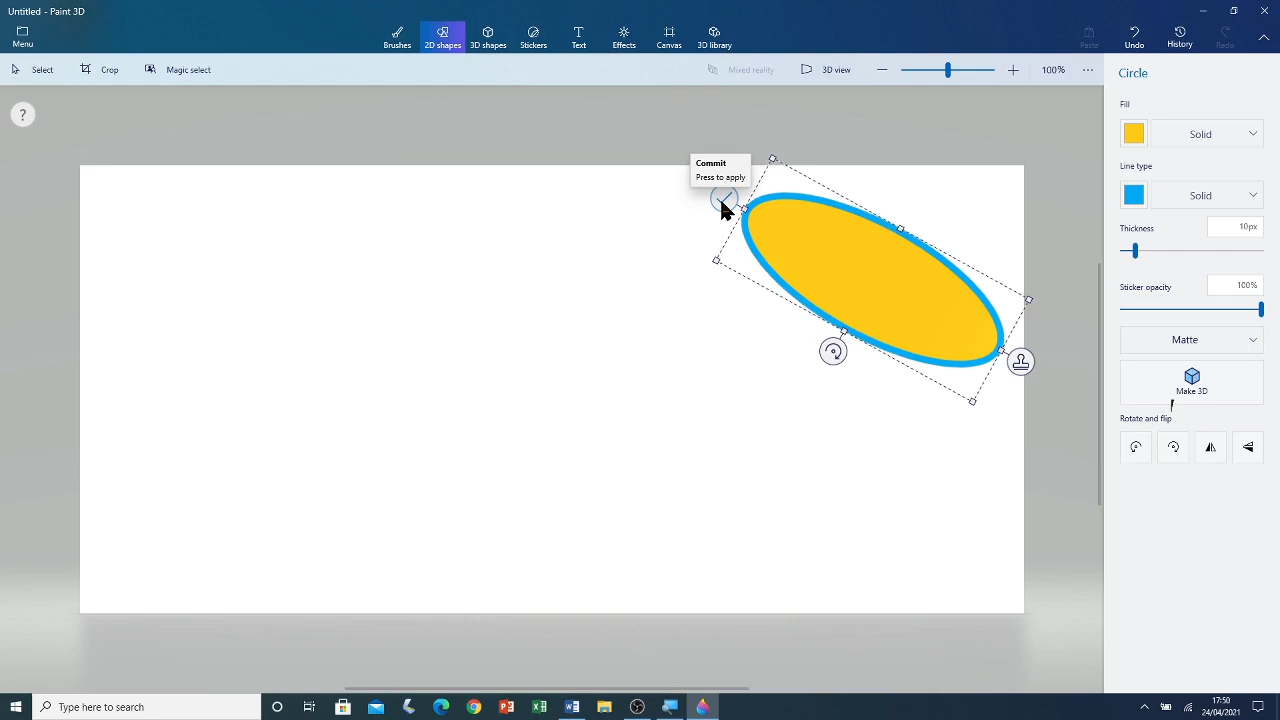 Untitled - Paint 3D
Menu
Brushes 2D shapes 3D shapes Stickers Text Effects Canvas 3D library
Paste Undo History Redo
Select Crop Magic select
Mixed reality 3D view 100%
Circle
?
Fill
Solid
Commit
Press to apply
Line type
Solid
Thickness 10px
Sticker opacity 100%
Matte
Make 3D
Rotate and flip
Type here to search
17:50
24/04/2021